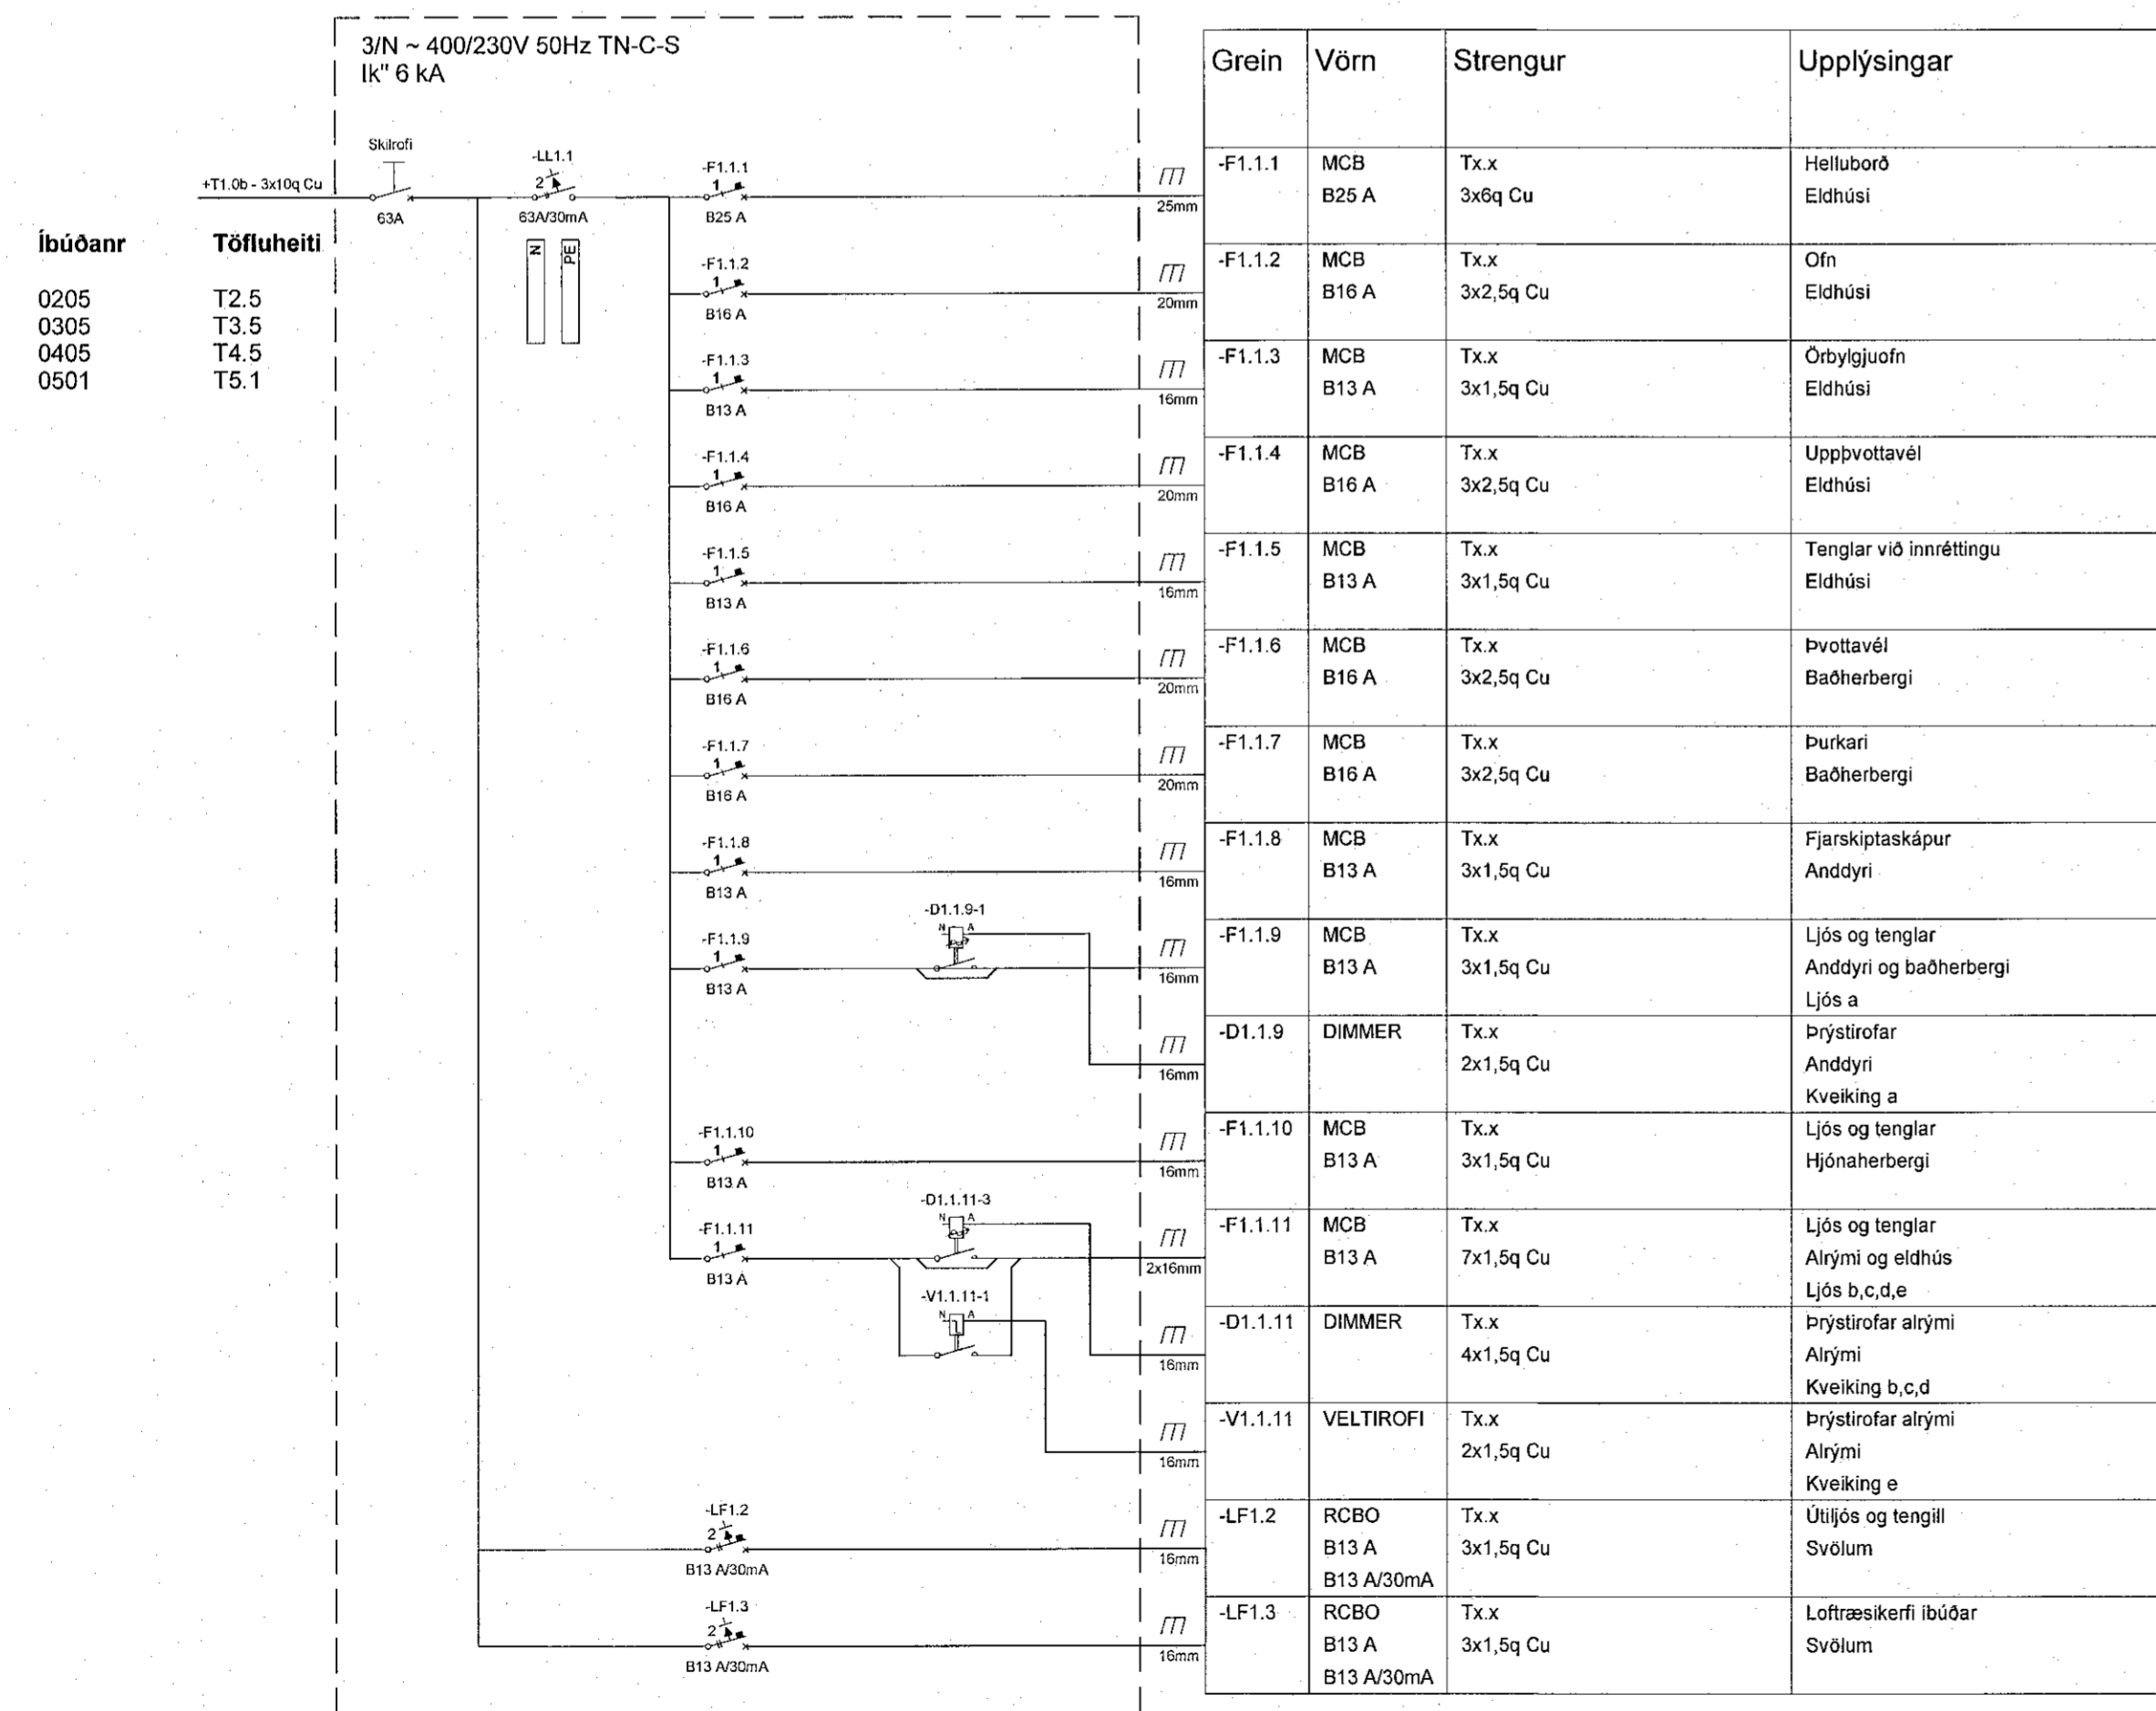 3/N ~ 400/230V 50Hz TN-C-S
Ik" 6 kA
Skilrofi
+T1.0b - 3x10q Cu
63A
-LL1.1
2
63A/30mA
N
PE
Íbúðanr Töfluheiti
0205 T2.5
0305 T3.5
0405 T4.5
0501 T5.1
-F1.1.1
1
B25 A
25mm
-F1.1.2
1
B16 A
20mm
-F1.1.3
1
B13 A
16mm
-F1.1.4
1
B16 A
20mm
-F1.1.5
1
B13 A
16mm
-F1.1.6
1
B16 A
20mm
-F1.1.7
1
B16 A
20mm
-F1.1.8
1
B13 A
16mm
-F1.1.9
1
B13 A
-D1.1.9-1
N A
16mm
16mm
-F1.1.10
1
B13 A
16mm
-F1.1.11
1
B13 A
-D1.1.11-3
N A
2x16mm
-V1.1.11-1
N A
16mm
16mm
-LF1.2
2
B13 A/30mA
16mm
-LF1.3
2
B13 A/30mA
16mm
Grein Vörn Strengur Upplýsingar
-F1.1.1 MCB Tx.x Helluborð
B25 A 3x6q Cu Eldhúsi
-F1.1.2 MCB Tx.x Ofn
B16 A 3x2,5q Cu Eldhúsi
-F1.1.3 MCB Tx.x Örbylgjuofn
B13 A 3x1,5q Cu Eldhúsi
-F1.1.4 MCB Tx.x Uppþvottavél
B16 A 3x2,5q Cu Eldhúsi
-F1.1.5 MCB Tx.x Tenglar við innréttingu
B13 A 3x1,5q Cu Eldhúsi
-F1.1.6 MCB Tx.x Þvottavél
B16 A 3x2,5q Cu Baðherbergi
-F1.1.7 MCB Tx.x Þurkari
B16 A 3x2,5q Cu Baðherbergi
-F1.1.8 MCB Tx.x Fjarskiptaskápur
B13 A 3x1,5q Cu Anddyri
-F1.1.9 MCB Tx.x Ljós og tenglar
B13 A 3x1,5q Cu Anddyri og baðherbergi
Ljós a
-D1.1.9 DIMMER Tx.x Þrýstirofar
2x1,5q Cu Anddyri
Kveiking a
-F1.1.10 MCB Tx.x Ljós og tenglar
B13 A 3x1,5q Cu Hjónaherbergi
-F1.1.11 MCB Tx.x Ljós og tenglar
B13 A 7x1,5q Cu Alrými og eldhús
Ljós b,c,d,e
-D1.1.11 DIMMER Tx.x Þrýstirofar alrými
4x1,5q Cu Alrými
Kveiking b,c,d
-V1.1.11 VELTIROFI Tx.x Þrýstirofar alrými
2x1,5q Cu Alrými
Kveiking e
-LF1.2 RCBO Tx.x Útiljós og tengill
B13 A 3x1,5q Cu Svölum
B13 A/30mA
-LF1.3 RCBO Tx.x Loftræsikerfi ibúðar
B13 A 3x1,5q Cu Svölum
B13 A/30mA